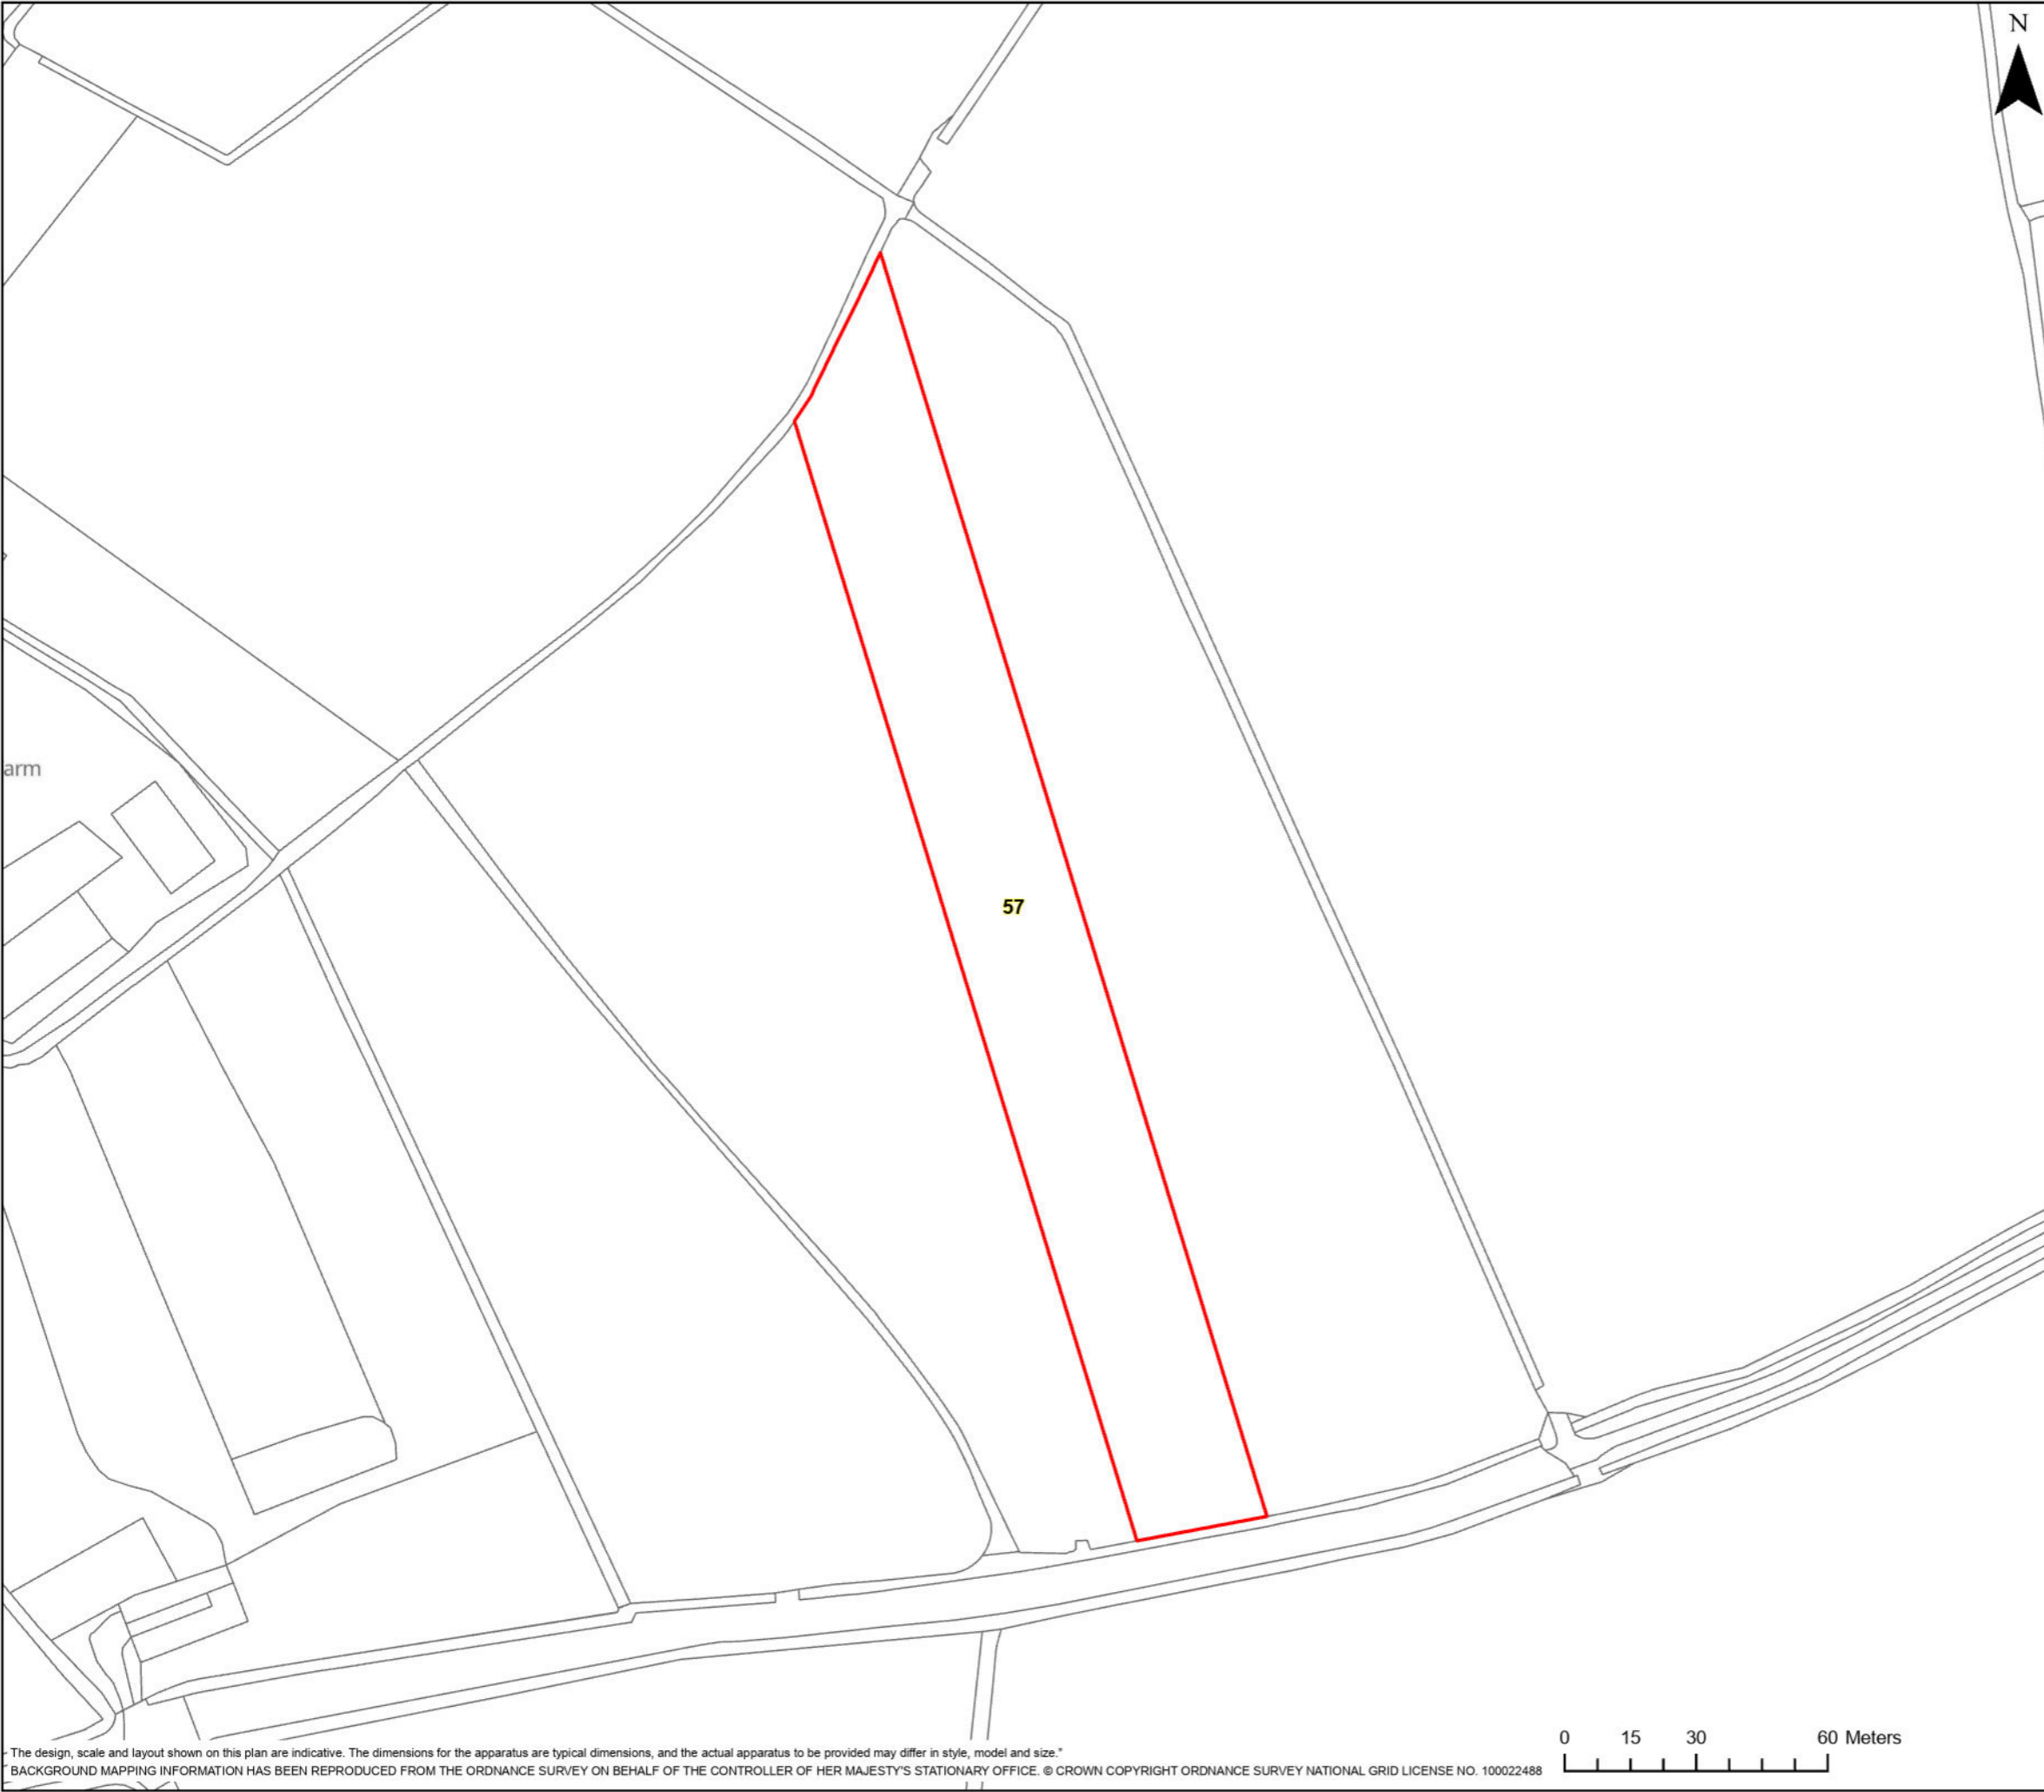 N
arm
57
0 15 30 60 Meters
The design, scale and layout shown on this plan are indicative. The dimensions for the apparatus are typical dimensions, and the actual apparatus to be provided may differ in style, model and size."
BACKGROUND MAPPING INFORMATION HAS BEEN REPRODUCED FROM THE ORDNANCE SURVEY ON BEHALF OF THE CONTROLLER OF HER MAJESTY'S STATIONARY OFFICE. © CROWN COPYRIGHT ORDNANCE SURVEY NATIONAL GRID LICENSE NO. 100022488